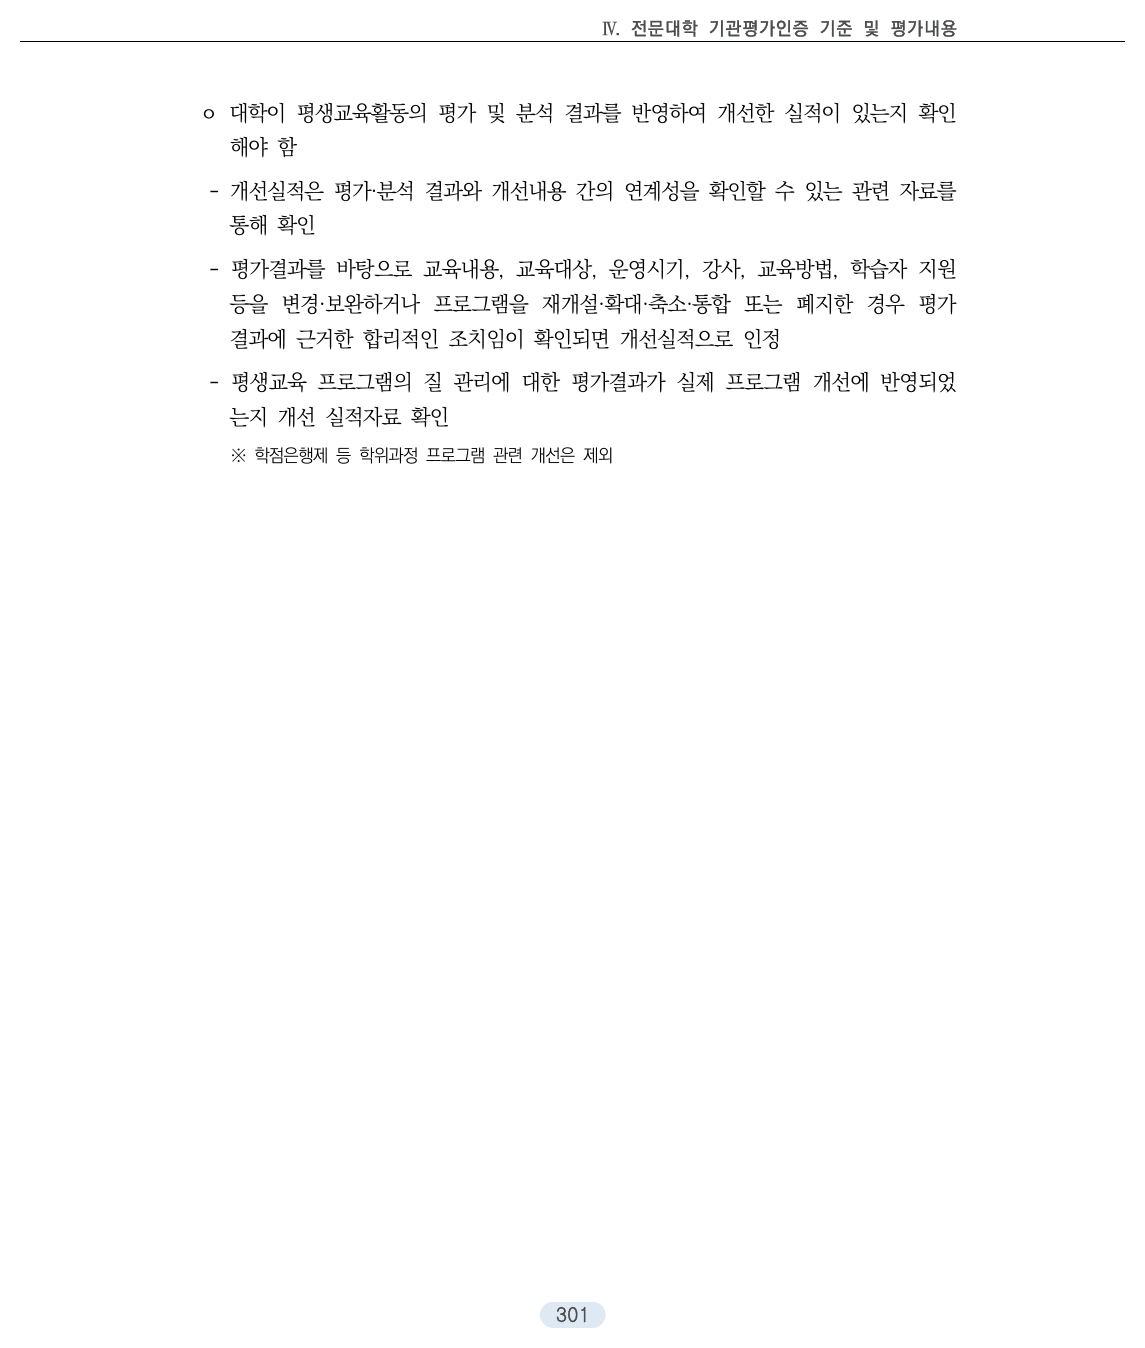 Ⅳ. 전문대학 기관평가인증 기준 및 평가내용
ㅇ 대학이 평생교육활동의 평가 및 분석 결과를 반영하여 개선한 실적이 있는지 확인
해야 함
- 개선실적은 평가·분석 결과와 개선내용 간의 연계성을 확인할 수 있는 관련 자료를
통해 확인
- 평가결과를 바탕으로 교육내용, 교육대상, 운영시기, 강사, 교육방법, 학습자 지원
등을 변경·보완하거나 프로그램을 재개설·확대·축소·통합 또는 폐지한 경우 평가
결과에 근거한 합리적인 조치임이 확인되면 개선실적으로 인정
- 평생교육 프로그램의 질 관리에 대한 평가결과가 실제 프로그램 개선에 반영되었
는지 개선 실적자료 확인
※ 학점은행제 등 학위과정 프로그램 관련 개선은 제외
301